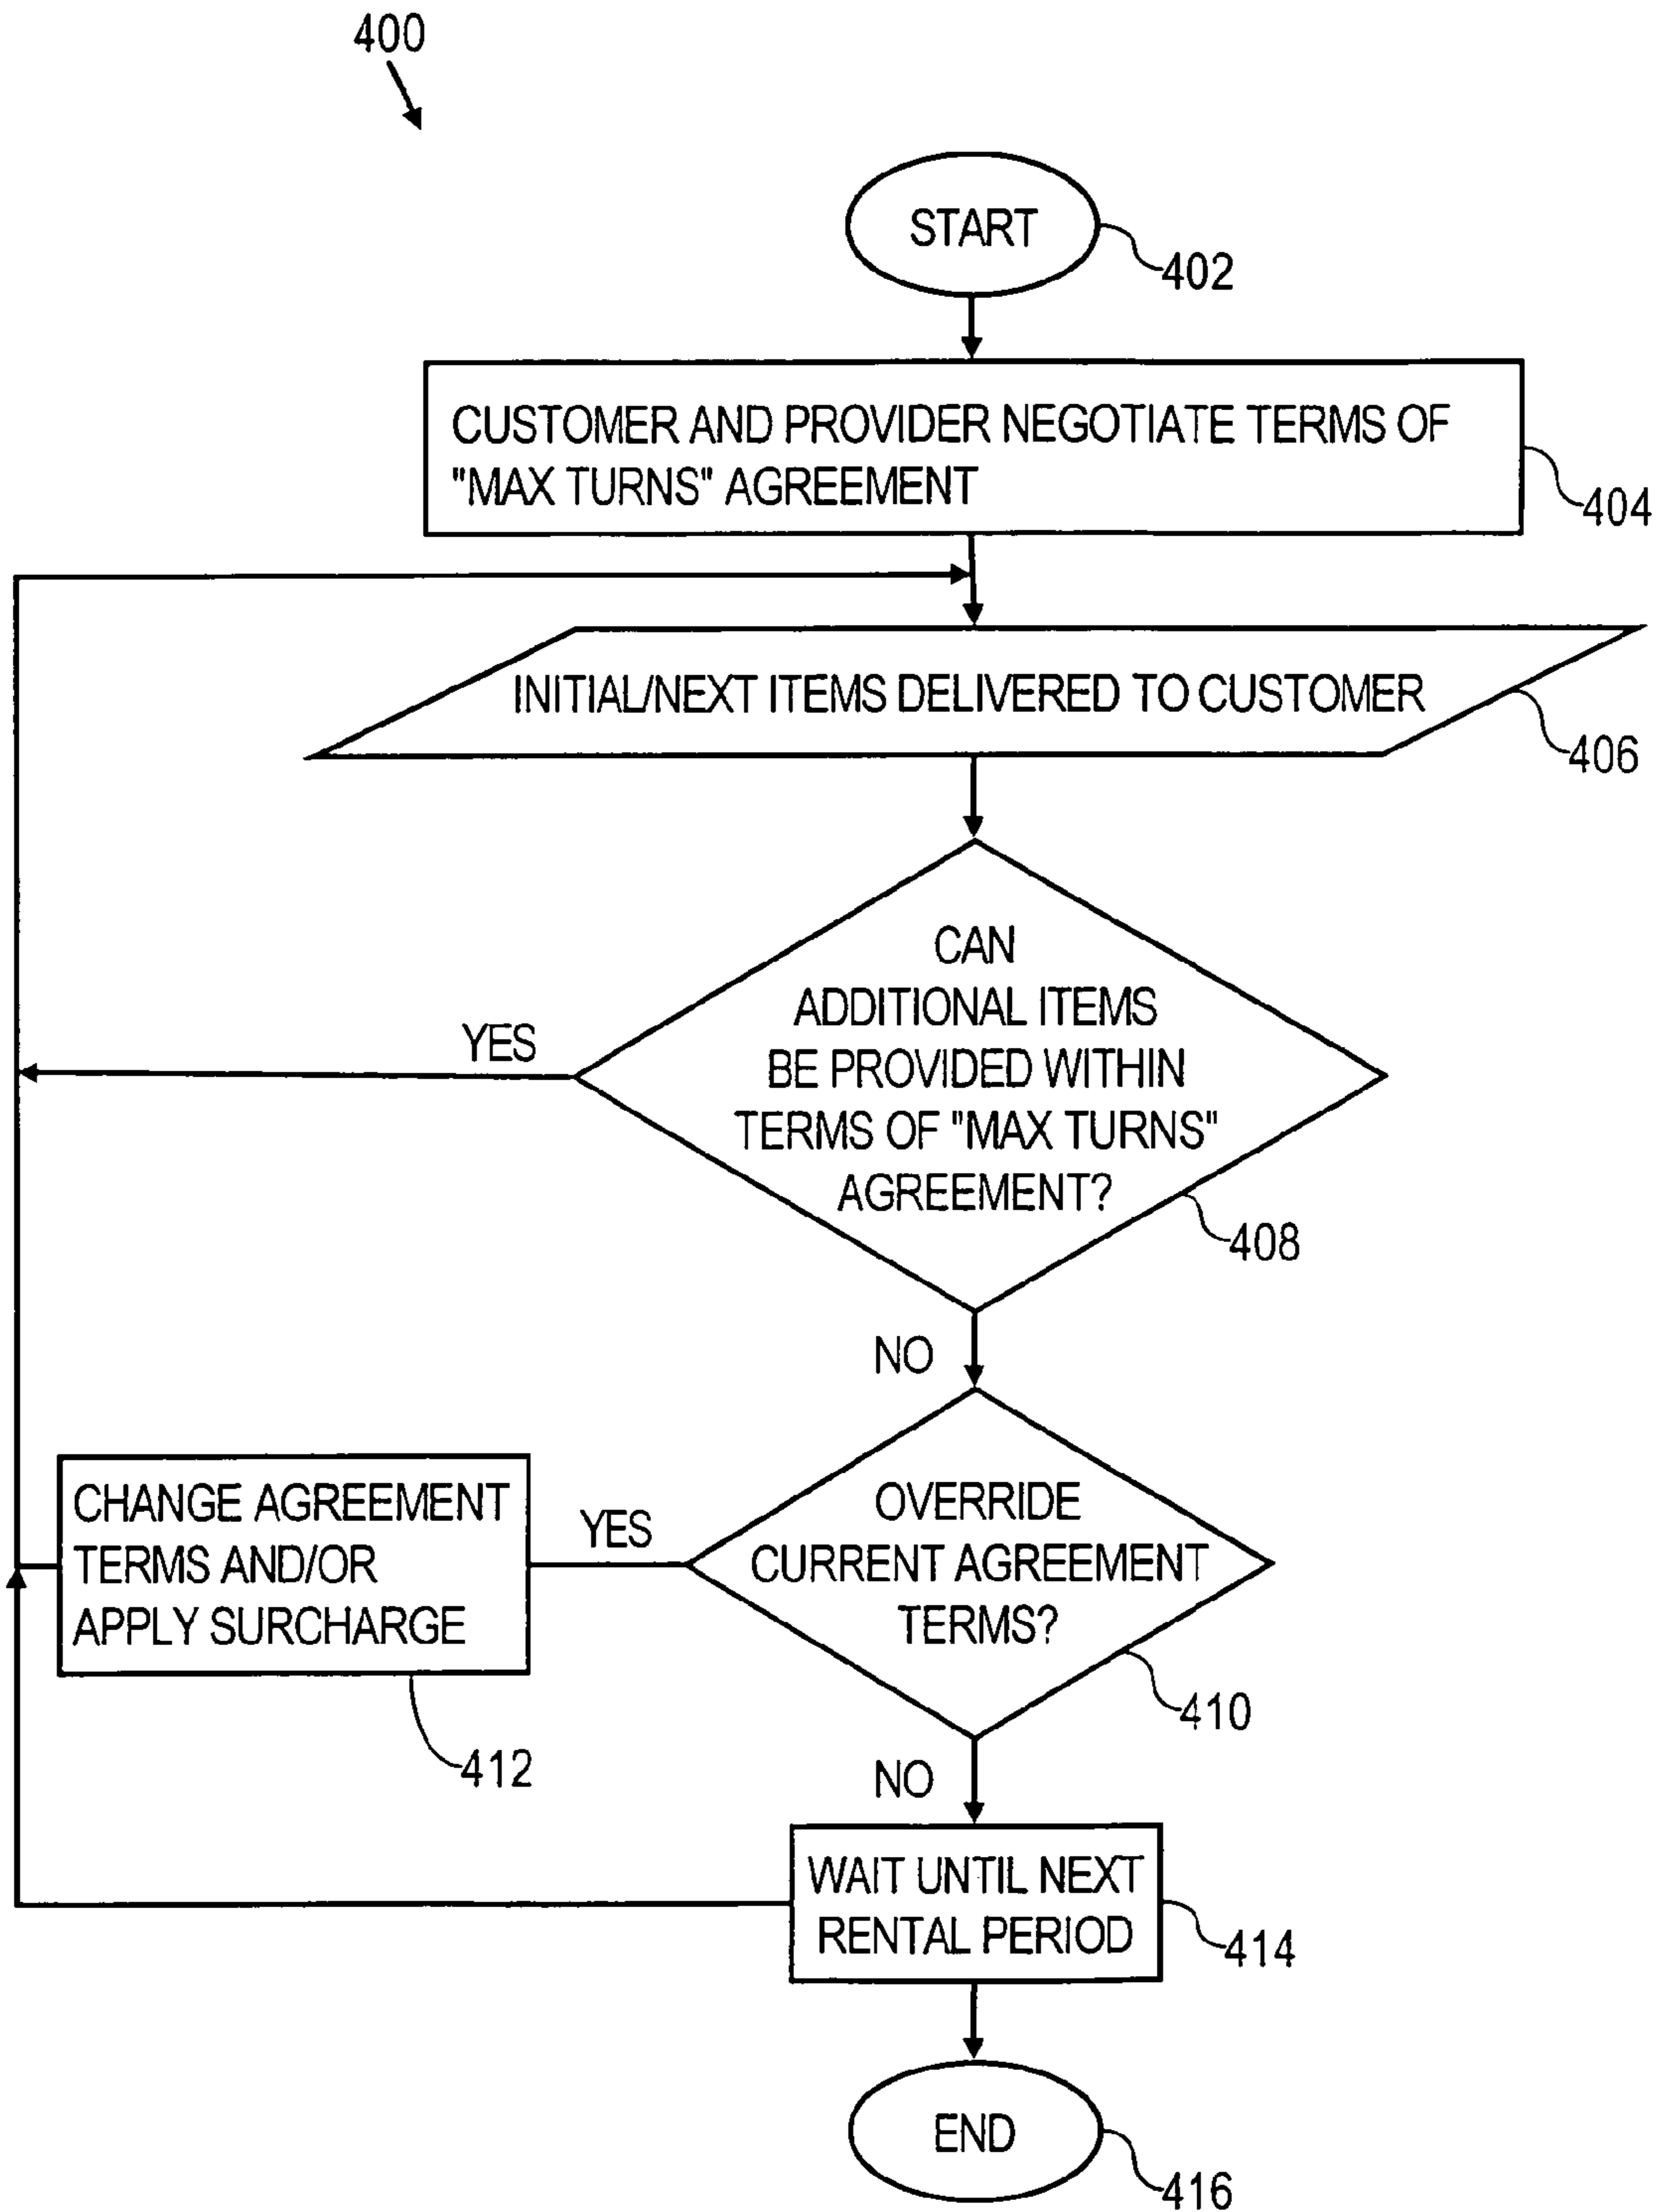 400
START
402
CUSTOMER AND PROVIDER NEGOTIATE TERMS OF
"MAX TURNS" AGREEMENT
404
INITIAL/NEXT ITEMS DELIVERED TO CUSTOMER
406
CAN
ADDITIONAL ITEMS
BE PROVIDED WITHIN
TERMS OF "MAX TURNS"
AGREEMENT?
YES
408
NO
OVERRIDE
CURRENT AGREEMENT
TERMS?
YES
410
CHANGE AGREEMENT
TERMS AND/OR
APPLY SURCHARGE
412
NO
WAIT UNTIL NEXT
RENTAL PERIOD
414
END
416